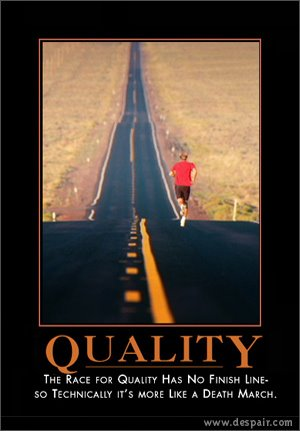 QUALITY
THE RACE FOR QUALITY HAS NO FINISH LINE-
SO TECHNICALLY IT'S MORE LIKE A DEATH MARCH.
www.despair.com